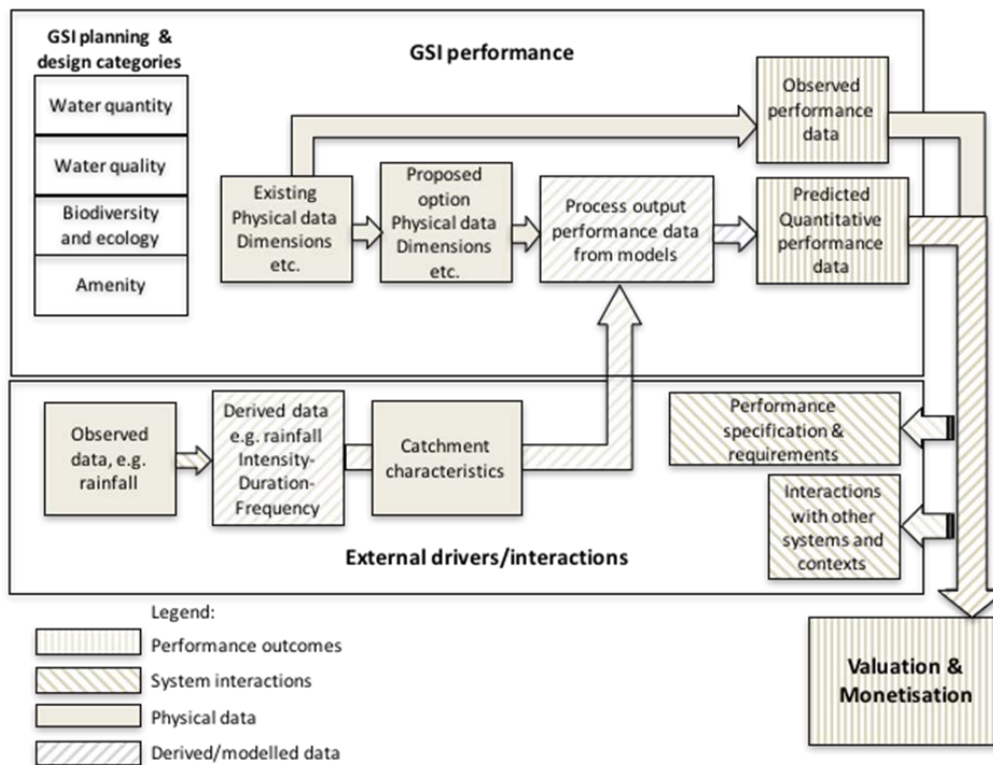 GSI planning &
design categories
Water quantity
Water quality
Biodiversity
and ecology
Amenity
GSI performance
Existing
Physical data
Dimensions
etc.
Proposed
option
Physical data
Dimensions
etc.
Process output
performance data
from models
Observed
performance
data
Predicted
Quantitative
performance
data
Observed
data, e.g.
rainfall
Derived data
e.g. rainfall
Intensity-
Duration-
Frequency
Catchment
characteristics
Performance
specification &
requirements
Interactions
with other
systems and
contexts
External drivers/interactions
Legend:
Performance outcomes
System interactions
Physical data
Derived/modelled data
Valuation &
Monetisation